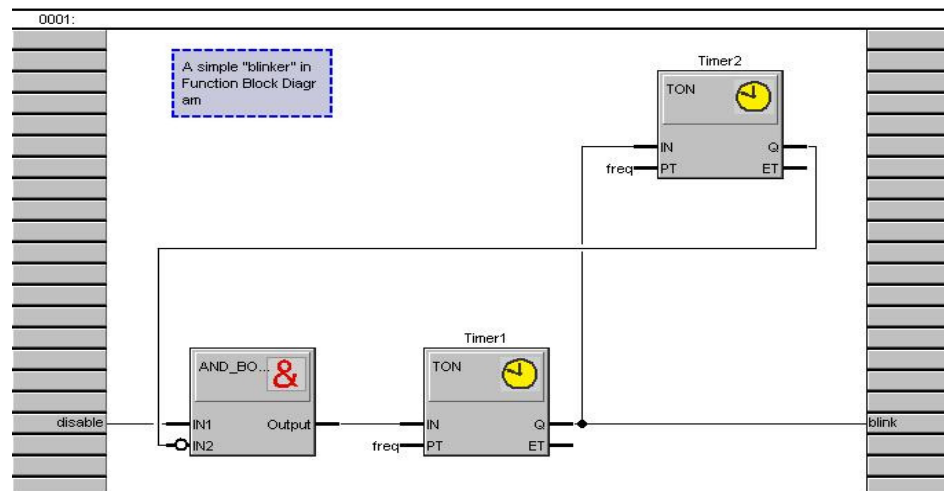 0001:
A simple "blinker" in
Function Block Diagr
am
Timer2
TON
IN Q
freq PT ET
Timer1
AND_BO... &
TON
disable IN1 Output IN Q blink
IN2 freq PT ET